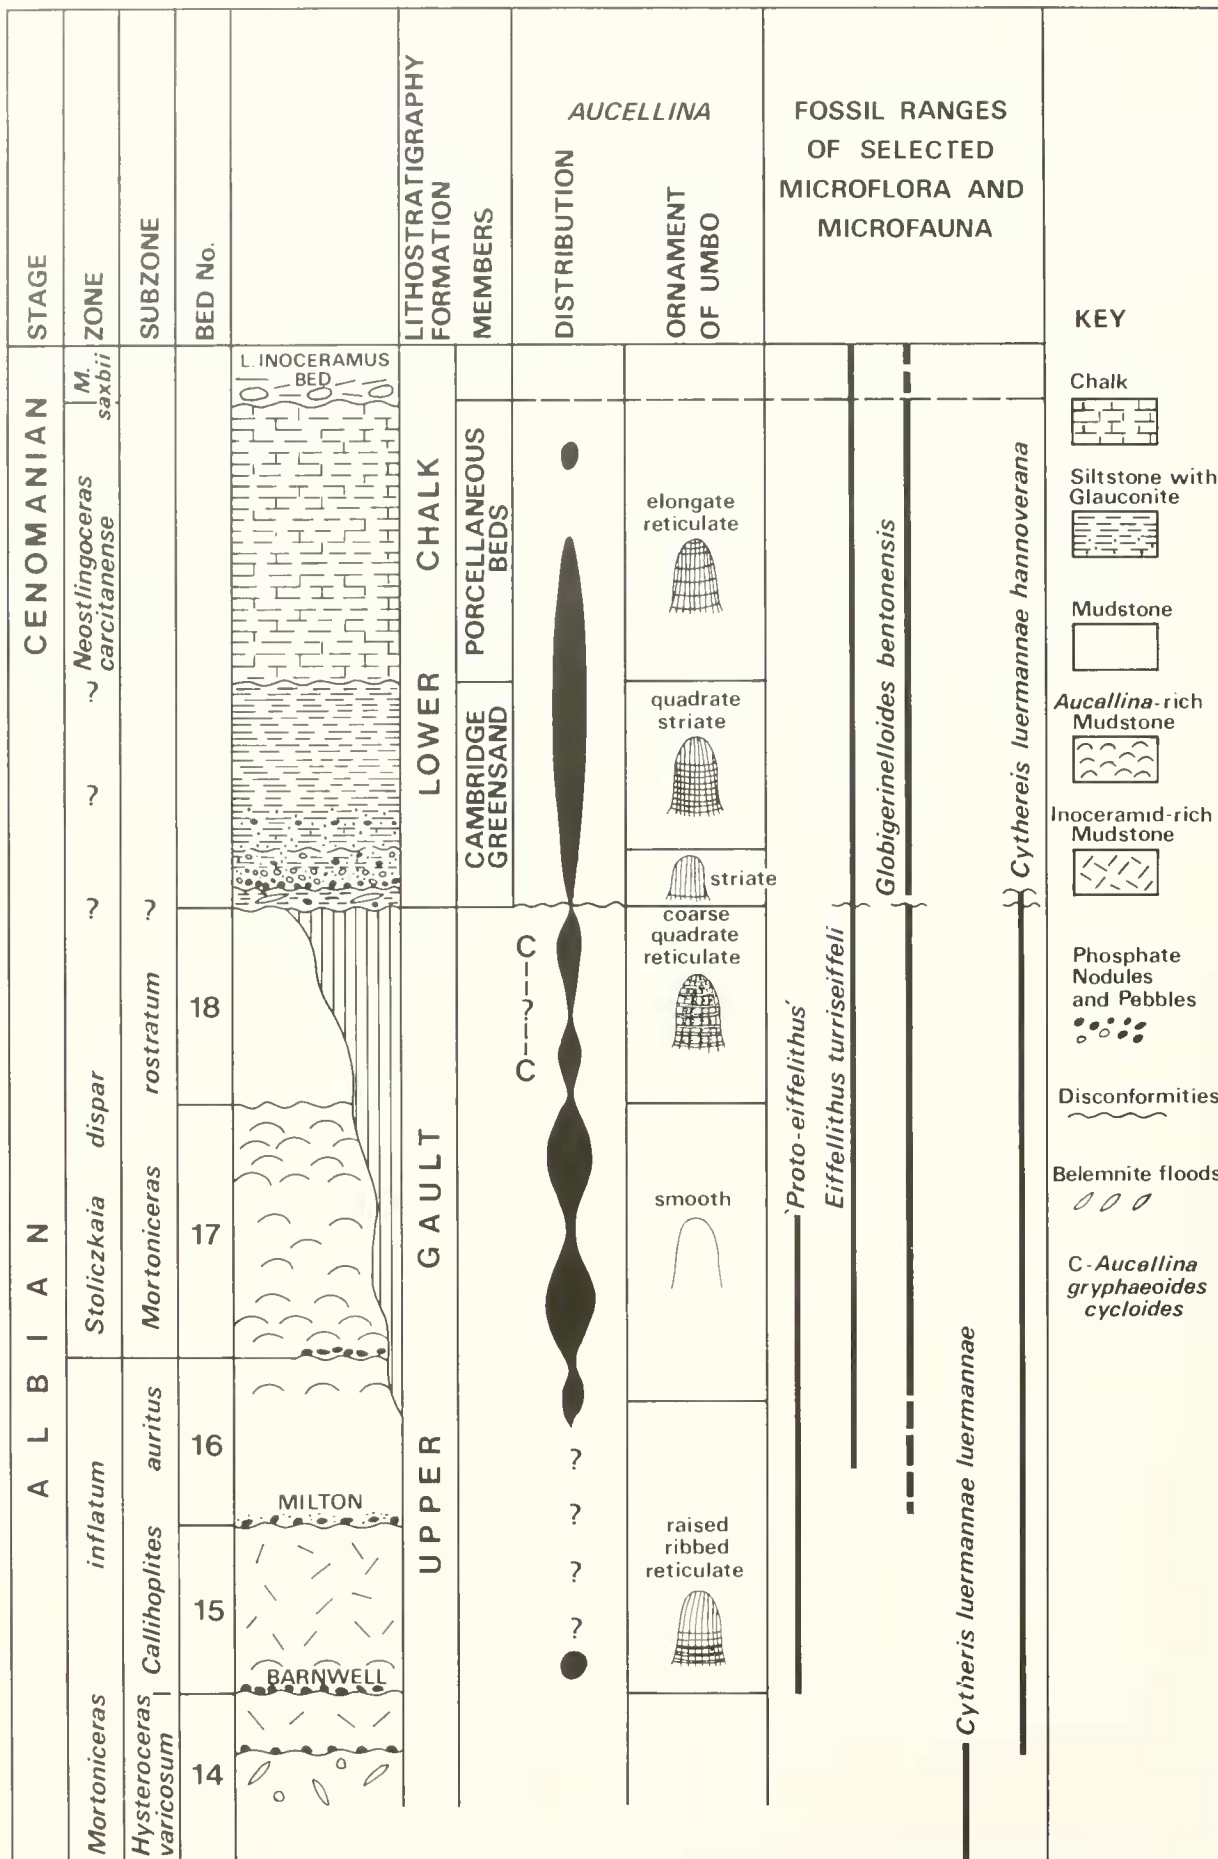 STAGE
ZONE
SUBZONE
BED No.
LITHOSTRATIGRAPHY
FORMATION
MEMBERS
AUCELLINA
DISTRIBUTION
ORNAMENT
OF UMBO
FOSSIL RANGES
OF SELECTED
MICROFLORA AND
MICROFAUNA
CENOMANIAN
ALBIAN
M.
saxbii
Neostlingoceras
carcitanense
?
?
?
Stoliczkaia dispar
Mortoniceras inflatum
?
Mortoniceras rostratum
Callihoplites auritus
Hysteroceras
varicosum
18
17
16
15
14
L. INOCERAMUS
BED
MILTON
BARNWELL
LOWER CHALK
UPPER GAULT
PORCELLANEOUS
BEDS
CAMBRIDGE
GREENSAND
C
?
C
?
?
?
?
elongate
reticulate
quadrate
striate
striate
coarse
quadrate
reticulate
smooth
raised
ribbed
reticulate
'Proto-eiffelithus'
Eiffellithus turriseiffeli
Globigerinelloides bentonensis
Cytheris luermannae luermannae
Cythereis luermannae hannoverana
KEY
Chalk
Siltstone with
Glauconite
Mudstone
Aucallina-rich
Mudstone
Inoceramid-rich
Mudstone
Phosphate
Nodules
and Pebbles
Disconformities
Belemnite floods
C-Aucallina
gryphaeoides
cycloides